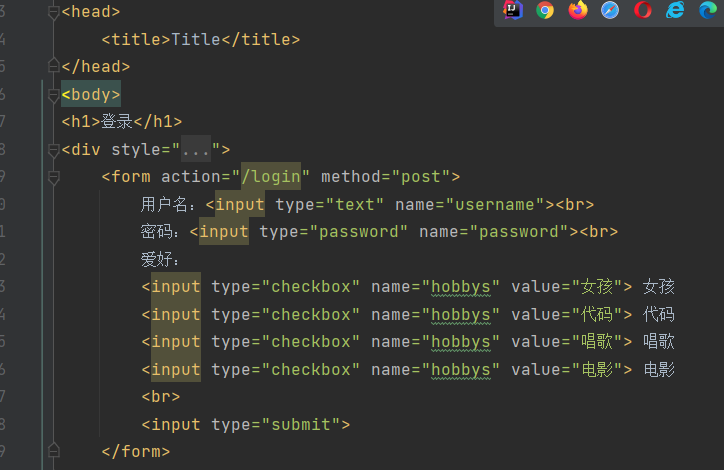 3 <head>
4 <title>Title</title>
5 </head>
6 <body>
7 <h1>登录</h1>
8 <div style="...">
9 <form action="/login" method="post">
0 用户名：<input type="text" name="username"><br>
1 密码：<input type="password" name="password"><br>
2 爱好：
3 <input type="checkbox" name="hobbys" value="女孩"> 女孩
4 <input type="checkbox" name="hobbys" value="代码"> 代码
5 <input type="checkbox" name="hobbys" value="唱歌"> 唱歌
6 <input type="checkbox" name="hobbys" value="电影"> 电影
7 <br>
8 <input type="submit">
9 </form>